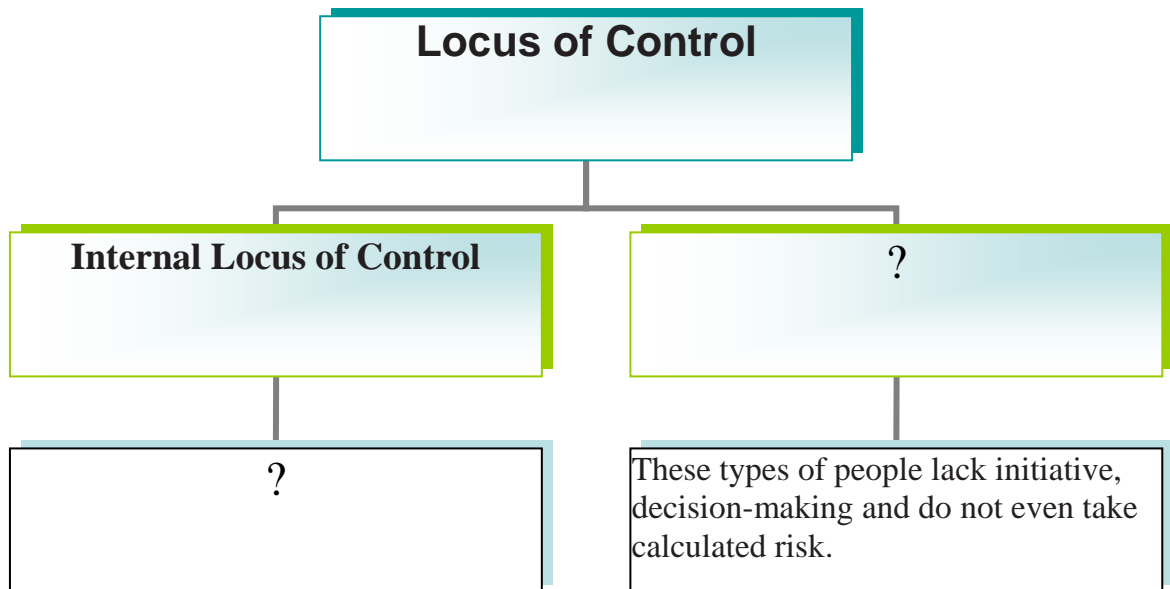 Locus of Control
Internal Locus of Control
?
?
These types of people lack initiative,
decision-making and do not even take
calculated risk.